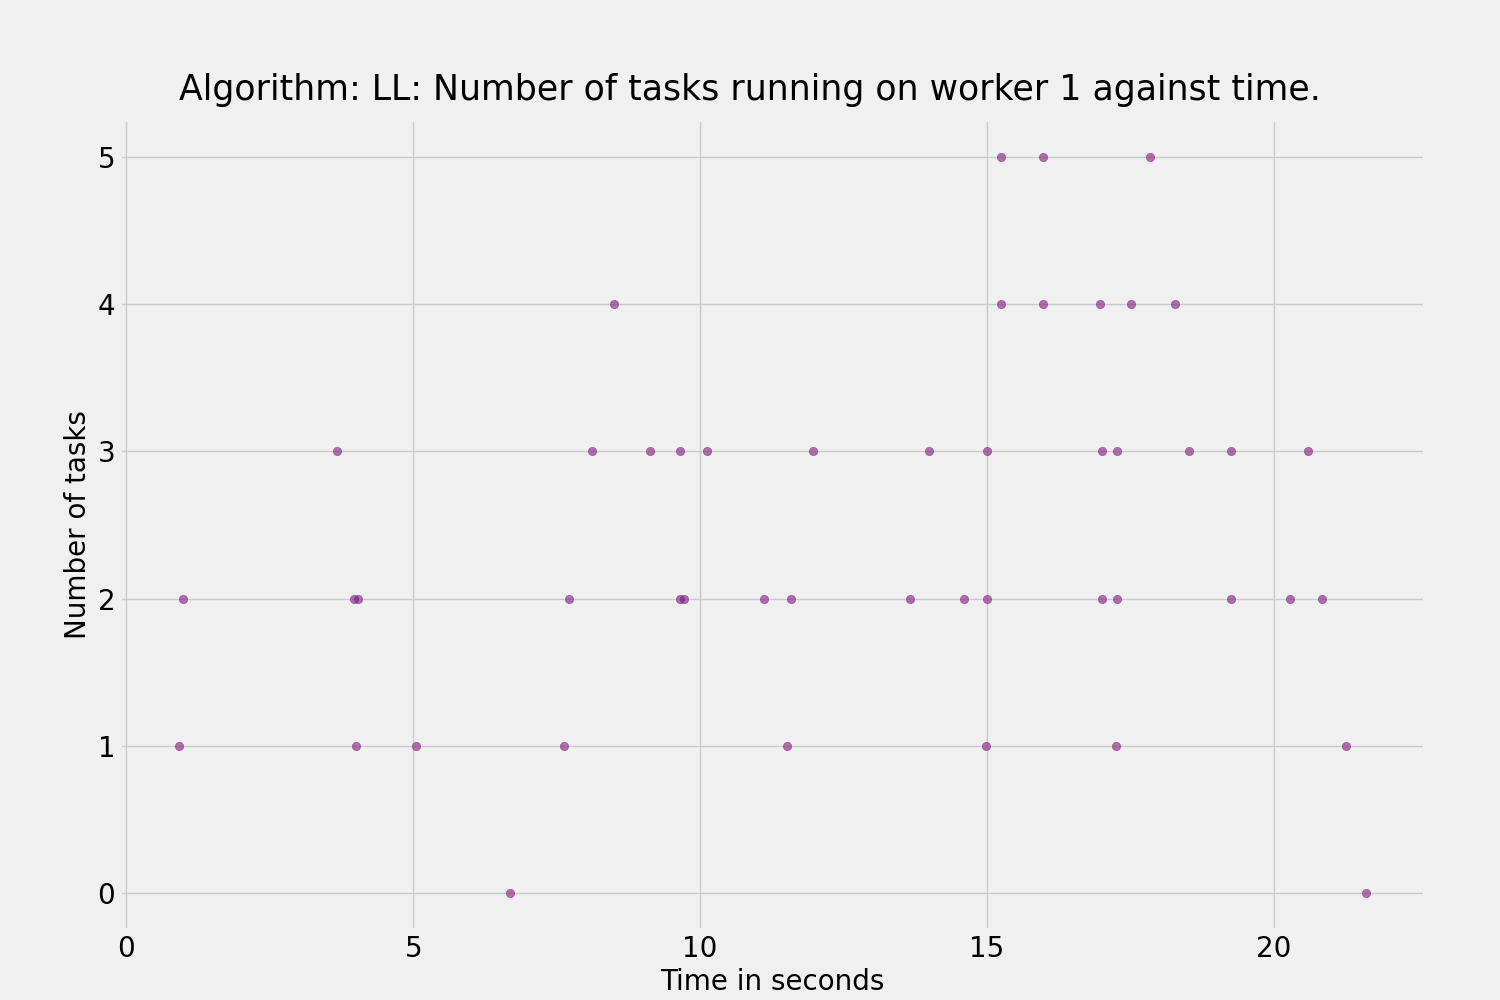 Algorithm: LL: Number of tasks running on worker 1 against time.
5
4
3
2
1
0
Number of tasks
0 5 10 15 20
Time in seconds